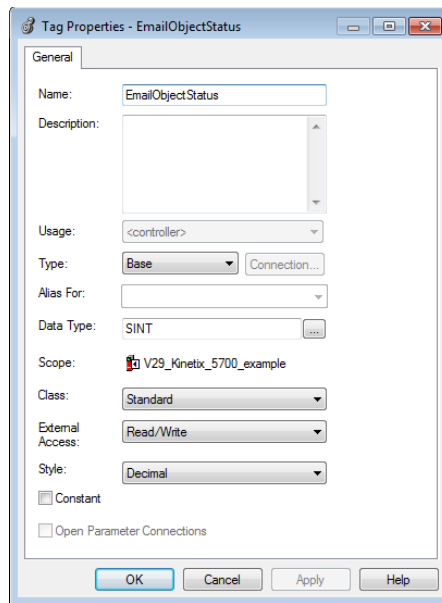 Tag Properties - EmailObjectStatus
General
Name: EmailObjectStatus
Description:
Usage: <controller>
Type: Base Connection...
Alias For:
Data Type: SINT ...
Scope: V29_Kinetix_5700_example
Class: Standard
External
Access: Read/Write
Style: Decimal
Constant
Open Parameter Connections
OK Cancel Apply Help